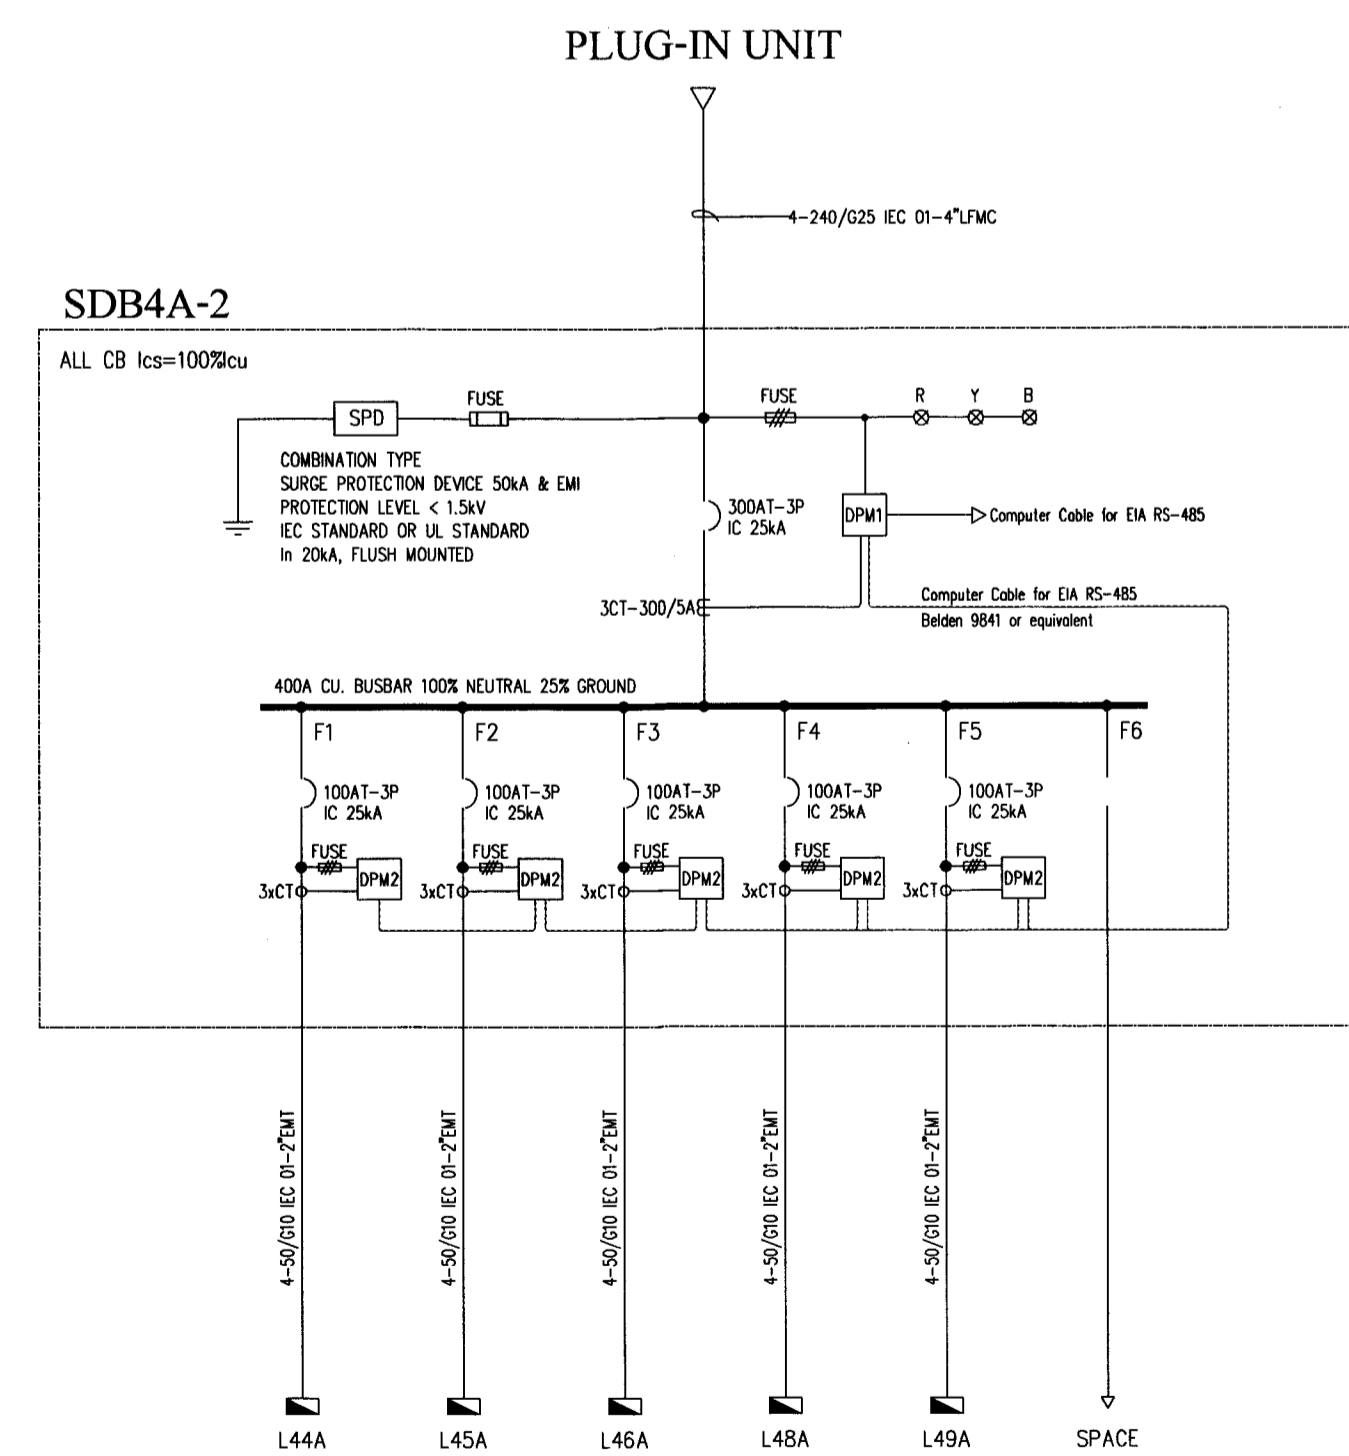 PLUG-IN UNIT
4-240/G25 IEC 01-4"LFMC
SDB4A-2
ALL CB Ics=100%Icu
FUSE
SPD
FUSE
R
Y
B
COMBINATION TYPE
SURGE PROTECTION DEVICE 50kA & EMI
PROTECTION LEVEL < 1.5kV
IEC STANDARD OR UL STANDARD
In 20kA, FLUSH MOUNTED
300AT-3P
IC 25kA
DPM1
Computer Cable for EIA RS-485
3CT-300/5A
Computer Cable for EIA RS-485
Belden 9841 or equivalent
400A CU. BUSBAR 100% NEUTRAL 25% GROUND
F1
F2
F3
F4
F5
F6
100AT-3P
IC 25kA
100AT-3P
IC 25kA
100AT-3P
IC 25kA
100AT-3P
IC 25kA
100AT-3P
IC 25kA
FUSE
DPM2
3xCT
FUSE
DPM2
3xCT
FUSE
DPM2
3xCT
FUSE
DPM2
3xCT
FUSE
DPM2
3xCT
4-50/G10 IEC 01-2"EMT
4-50/G10 IEC 01-2"EMT
4-50/G10 IEC 01-2"EMT
4-50/G10 IEC 01-2"EMT
4-50/G10 IEC 01-2"EMT
L44A
L45A
L46A
L48A
L49A
SPACE